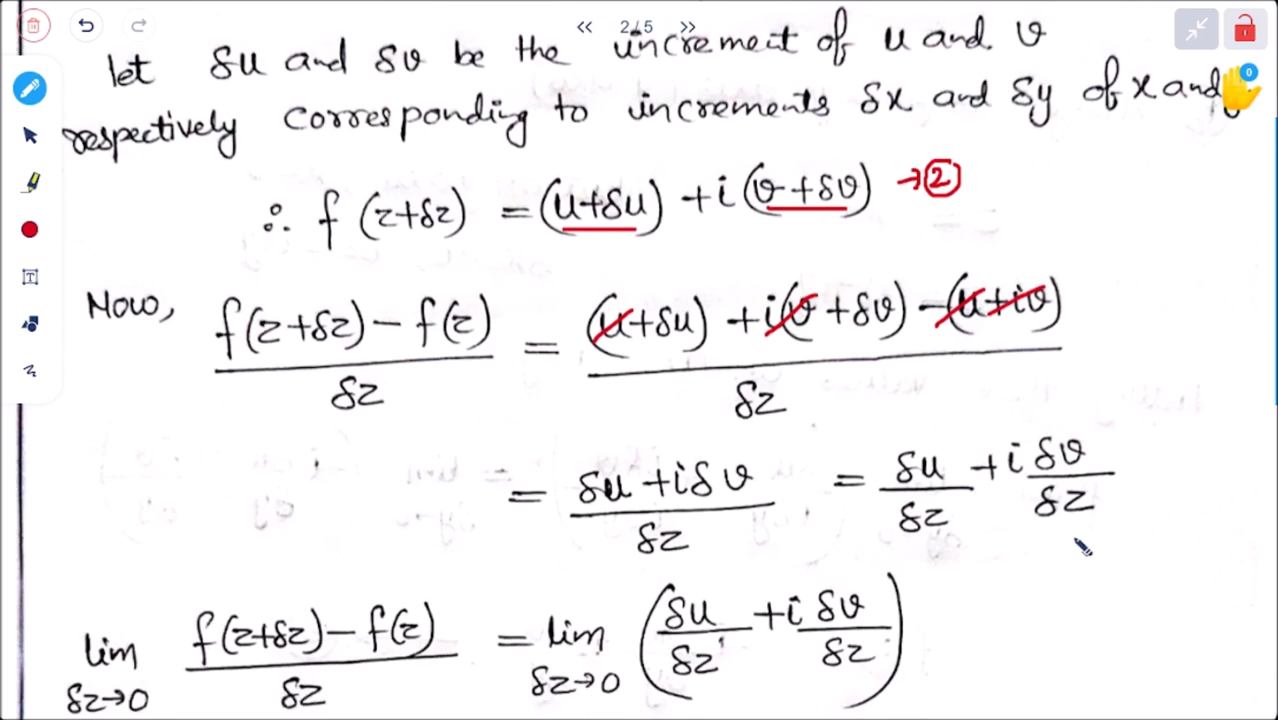 2/5
let δu and δv be the increment of u and v
respectively corresponding to increments δx and δy of x and
∴ f(z+δz) = (u+δu) + i(v+δv) → ②
Now, f(z+δz) − f(z) / δz = (u+δu) + i(v+δv) − (u+iv) / δz
= δu + iδv / δz = δu/δz + i δv/δz
lim δz→0 f(z+δz) − f(z) / δz = lim δz→0 (δu/δz + i δv/δz)